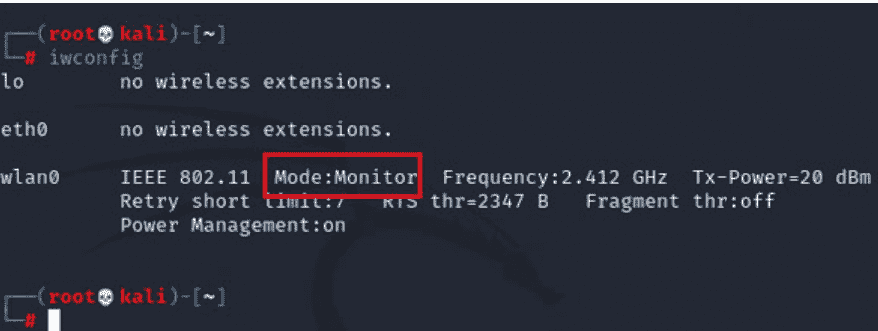 (root💀kali)-[~]
# iwconfig
lo        no wireless extensions.
eth0      no wireless extensions.
wlan0     IEEE 802.11  Mode:Monitor  Frequency:2.412 GHz  Tx-Power=20 dBm
          Retry short limit:7   RTS thr=2347 B   Fragment thr:off
          Power Management:on
(root💀kali)-[~]
#